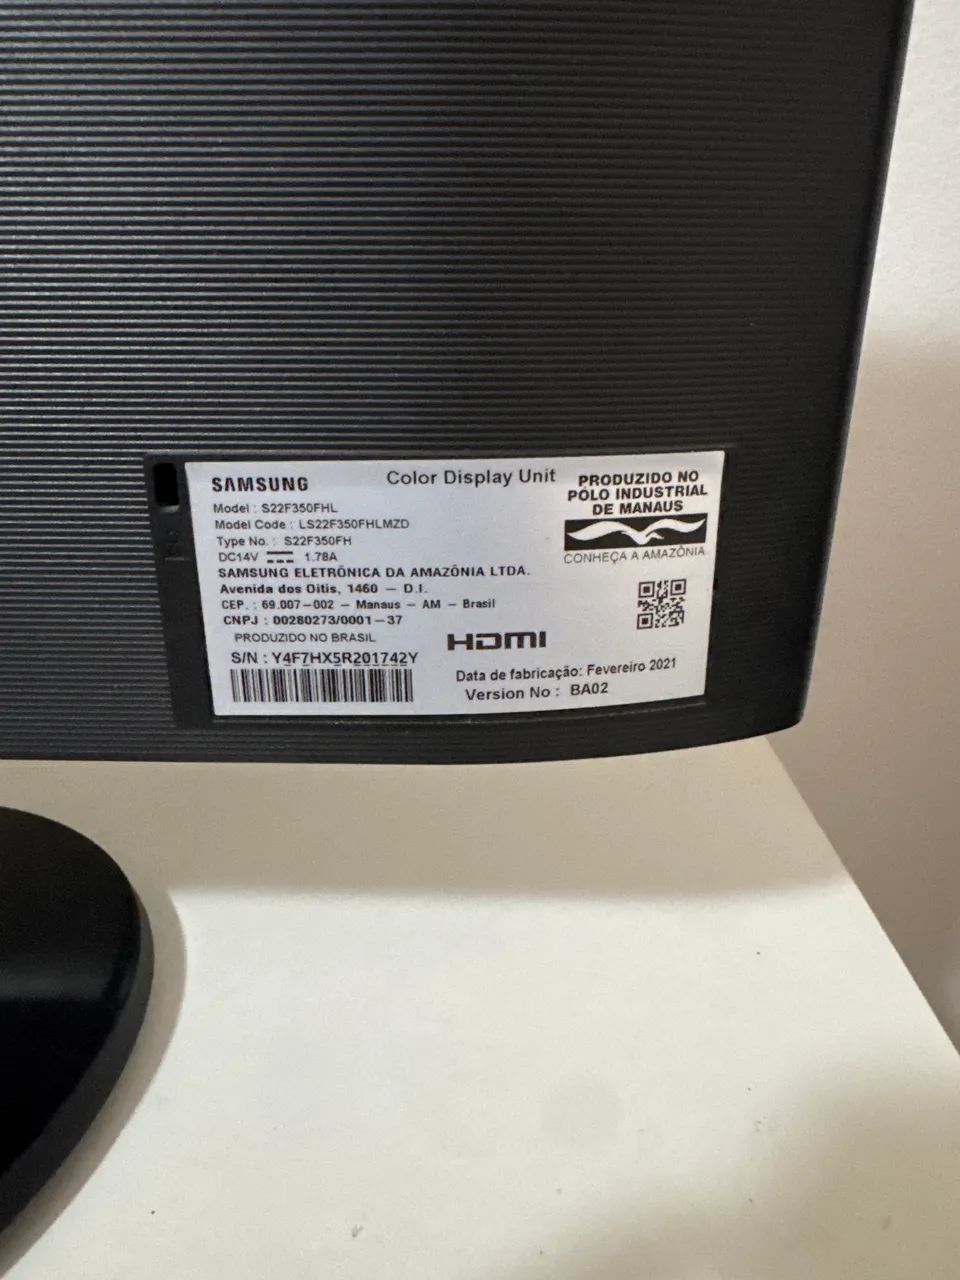 SAMSUNG
Color Display Unit
PRODUZIDO NO
PÓLO INDUSTRIAL
DE MANAUS
CONHEÇA A AMAZÔNIA
Model : S22F350FHL
Model Code : LS22F350FHLMZD
Type No. : S22F350FH
DC14V 1.78A
SAMSUNG ELETRÔNICA DA AMAZÔNIA LTDA.
Avenida dos Oitis, 1460 – D.I.
CEP. : 69.007-002 – Manaus – AM – Brasil
CNPJ : 00280273/0001-37
PRODUZIDO NO BRASIL
S/N : Y4F7HX5R201742Y
HDMI
Data de fabricação: Fevereiro 2021
Version No : BA02